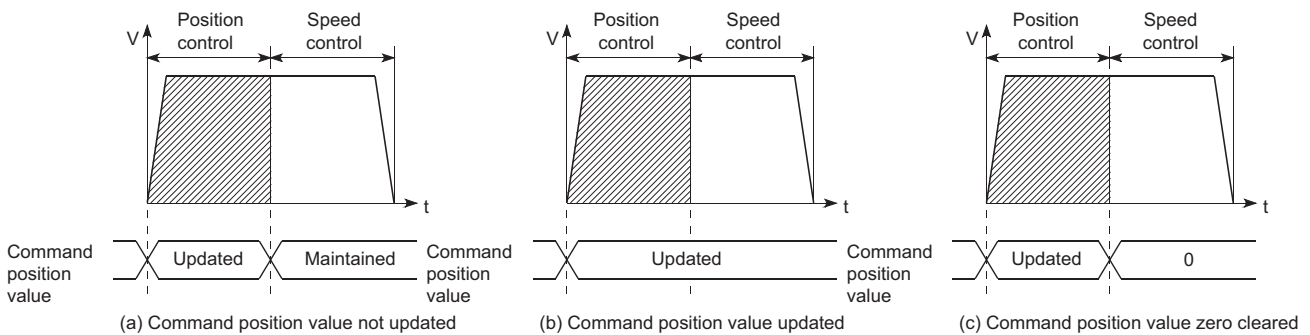 V
Position
control
Speed
control
t
Command
position
value
Updated
Maintained
(a) Command position value not updated
V
Position
control
Speed
control
t
Command
position
value
Updated
(b) Command position value updated
V
Position
control
Speed
control
t
Command
position
value
Updated
0
(c) Command position value zero cleared